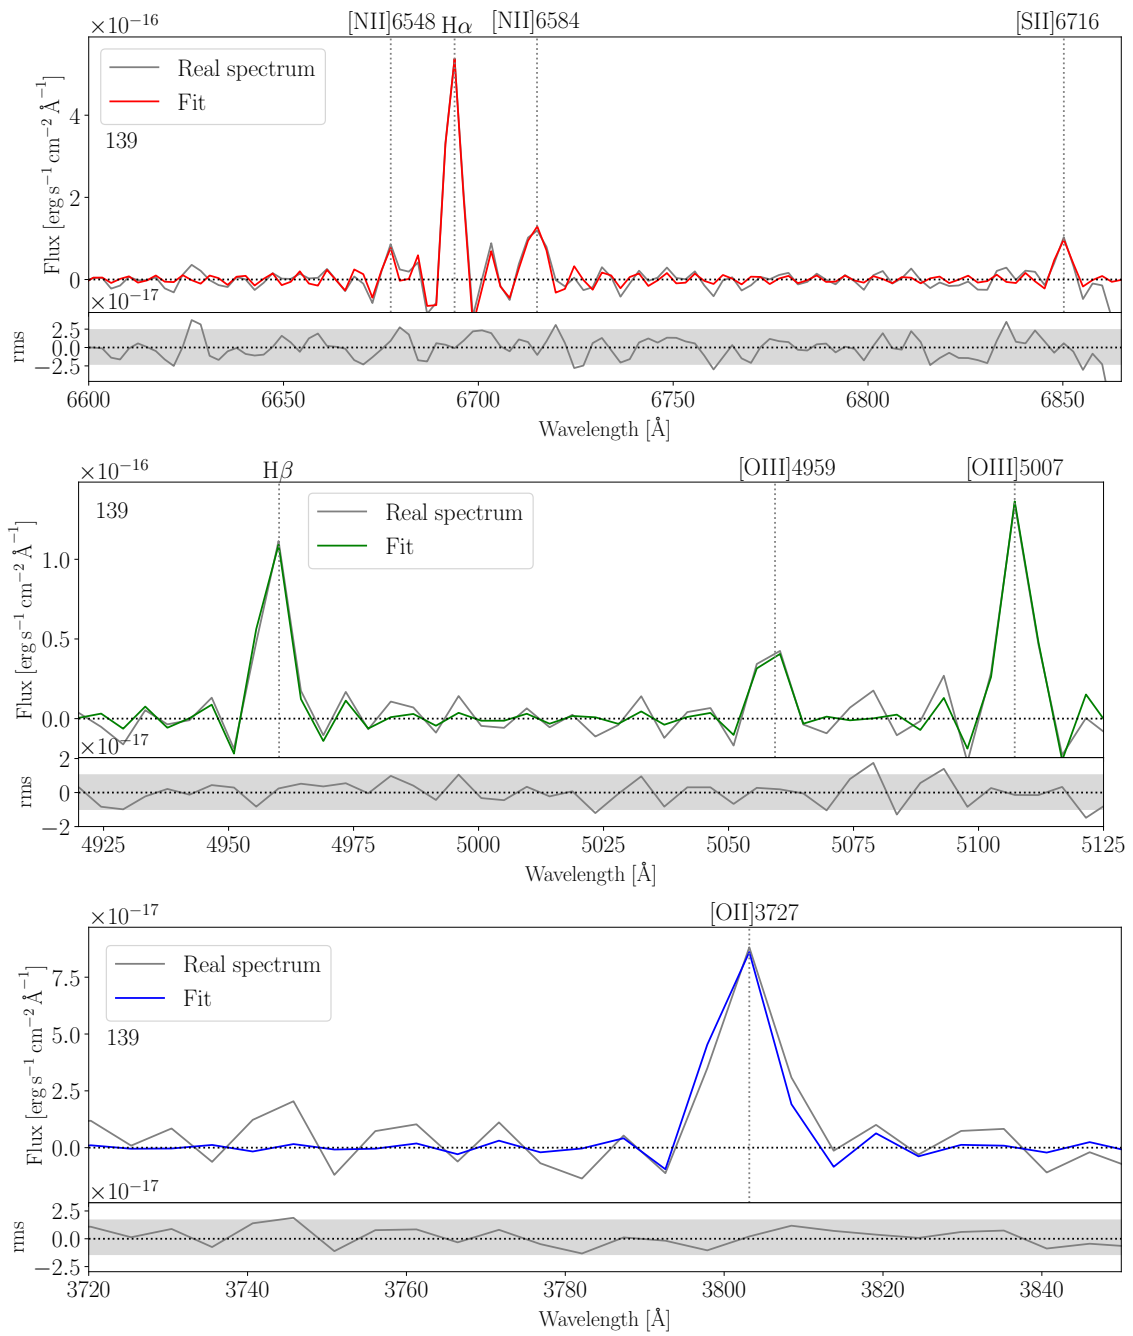 ×10⁻¹⁶
[NII]6548 Hα [NII]6584 [SII]6716
Real spectrum
Fit
139
Flux [erg s⁻¹ cm⁻² Å⁻¹]
4
2
0
×10⁻¹⁷
rms
2.5
0.0
−2.5
6600 6650 6700 6750 6800 6850
Wavelength [Å]
×10⁻¹⁶
Hβ [OIII]4959 [OIII]5007
139
Real spectrum
Fit
Flux [erg s⁻¹ cm⁻² Å⁻¹]
1.0
0.5
0.0
×10⁻¹⁷
rms
2
0
−2
4925 4950 4975 5000 5025 5050 5075 5100 5125
Wavelength [Å]
×10⁻¹⁷
[OII]3727
Real spectrum
Fit
139
Flux [erg s⁻¹ cm⁻² Å⁻¹]
7.5
5.0
2.5
0.0
×10⁻¹⁷
rms
2.5
0.0
−2.5
3720 3740 3760 3780 3800 3820 3840
Wavelength [Å]